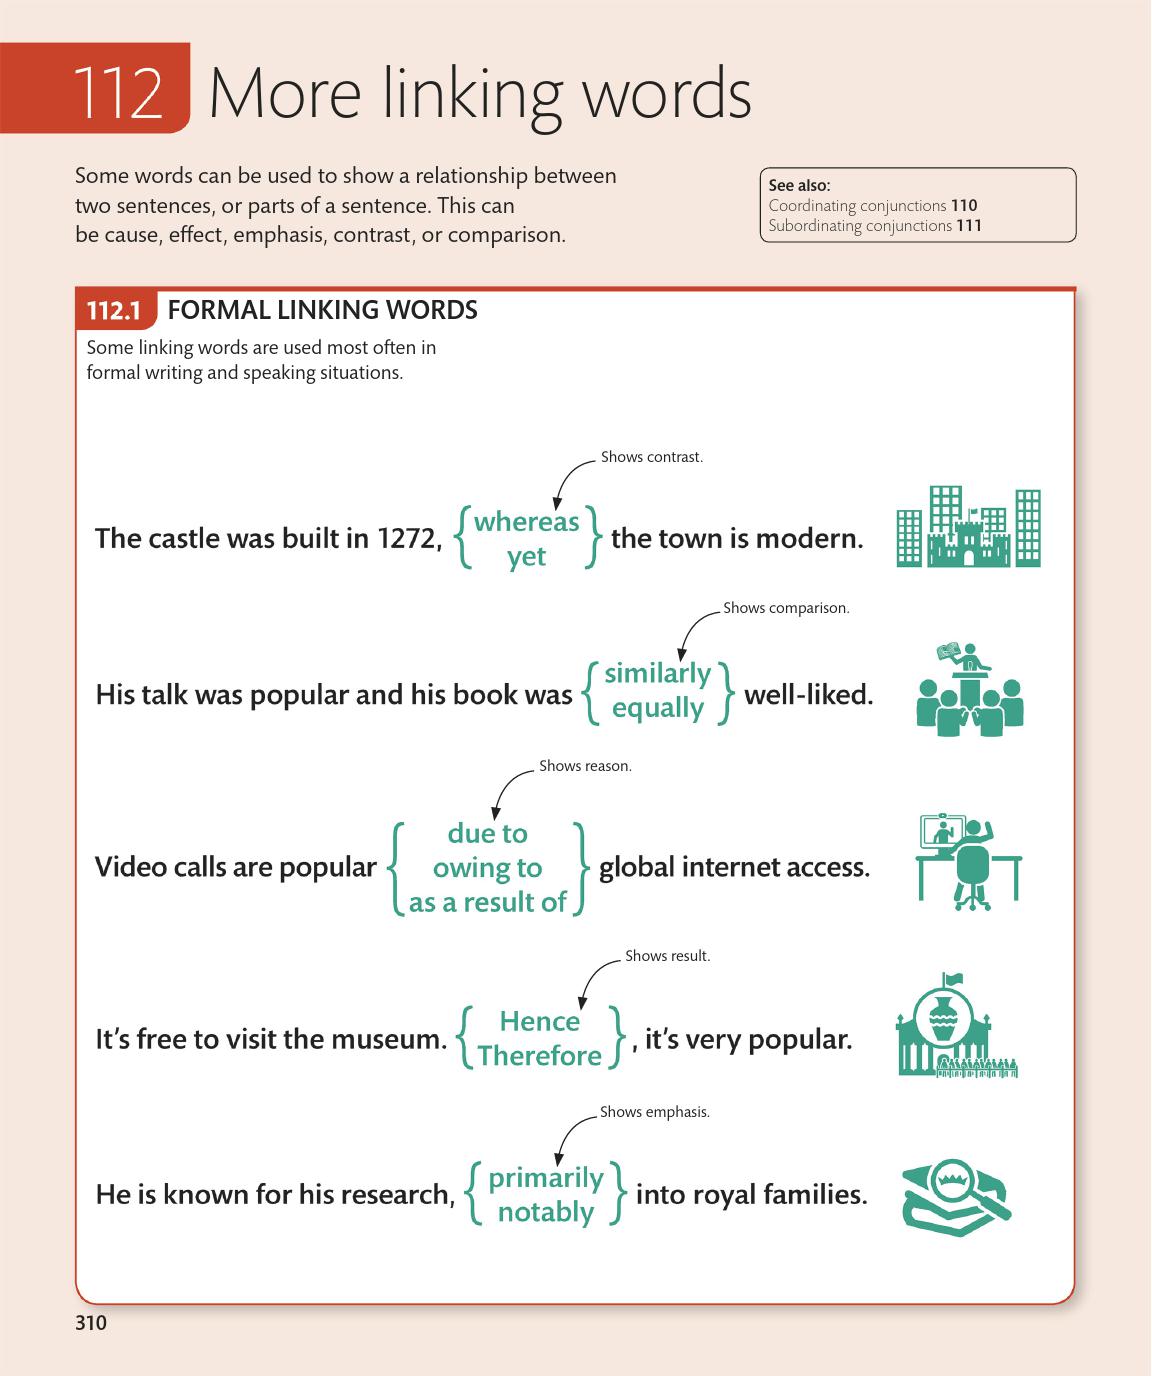 112 More linking words
Some words can be used to show a relationship between
two sentences, or parts of a sentence. This can
be cause, effect, emphasis, contrast, or comparison.
See also:
Coordinating conjunctions 110
Subordinating conjunctions 111
112.1 FORMAL LINKING WORDS
Some linking words are used most often in
formal writing and speaking situations.
Shows contrast.
The castle was built in 1272, { whereas
yet } the town is modern.
Shows comparison.
His talk was popular and his book was { similarly
equally } well-liked.
Shows reason.
Video calls are popular { due to
owing to
as a result of } global internet access.
Shows result.
It's free to visit the museum. { Hence
Therefore } , it's very popular.
Shows emphasis.
He is known for his research, { primarily
notably } into royal families.
310